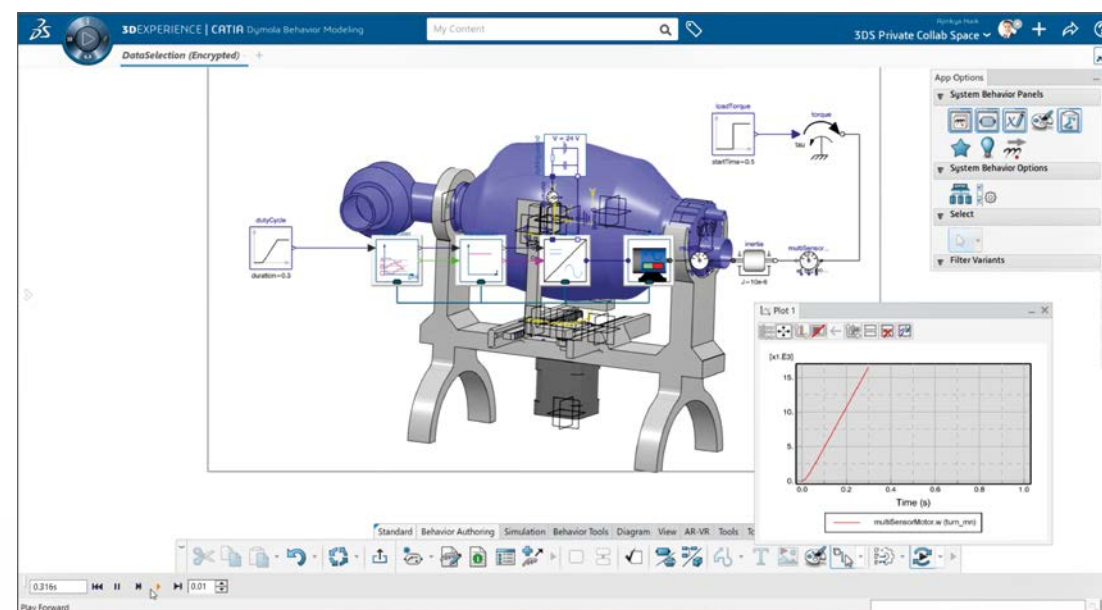 3DEXPERIENCE | CATIA Dymola Behavior Modeling
My Content
3DS Private Collab Space
DataSelection (Encrypted)
App Options
System Behavior Panels
System Behavior Options
Select
Filter Variants
loadTorque
torque
V = 24 V
tau
startTime=0.5
dutyCycle
duration=0.3
inertia
multiSensor...
J=10e-6
Plot 1
[x1.E3]
15.
10.
5.
0.
0.0 0.2 0.4 0.6 0.8 1.0
Time (s)
multiSensorMotor.w (turn_mn)
Standard Behavior Authoring Simulation Behavior Tools Diagram View AR-VR Tools
0.316s
0.01
Play Forward